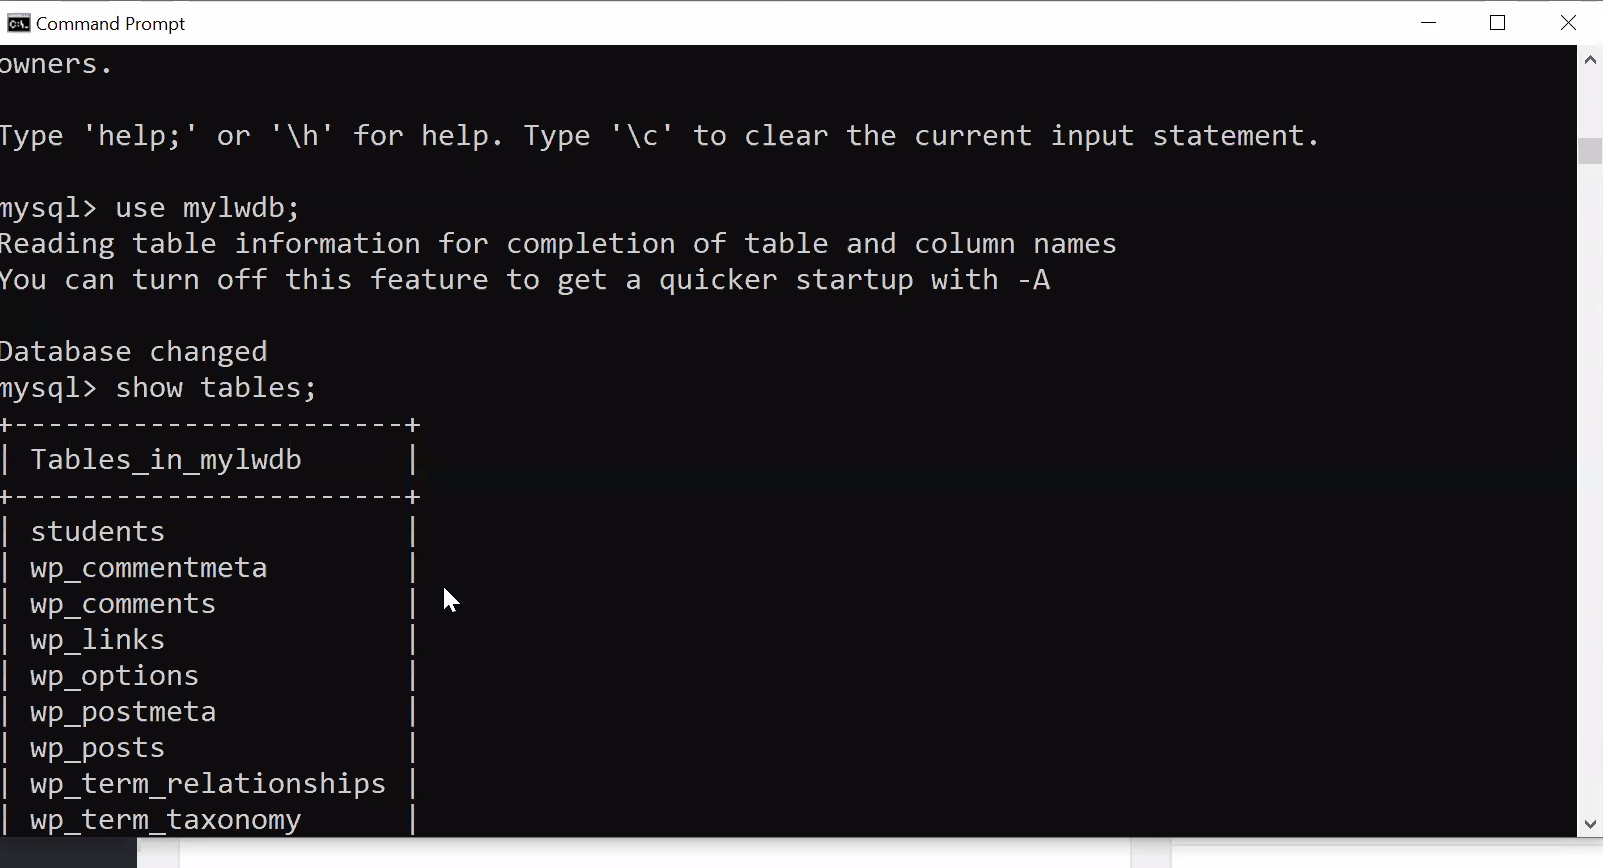 Command Prompt
owners.
Type 'help;' or '\h' for help. Type '\c' to clear the current input statement.
mysql> use mylwdb;
Reading table information for completion of table and column names
You can turn off this feature to get a quicker startup with -A
Database changed
mysql> show tables;
+-----------------------+
| Tables_in_mylwdb      |
+-----------------------+
| students              |
| wp_commentmeta        |
| wp_comments           |
| wp_links              |
| wp_options            |
| wp_postmeta           |
| wp_posts              |
| wp_term_relationships |
| wp_term_taxonomy      |